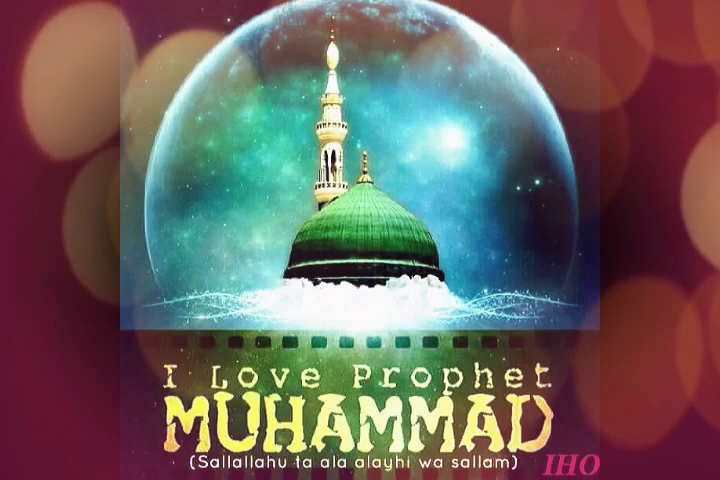 I Love Prophet
MUHAMMAD
(Sallallahu ta ala alayhi wa sallam)
IHO